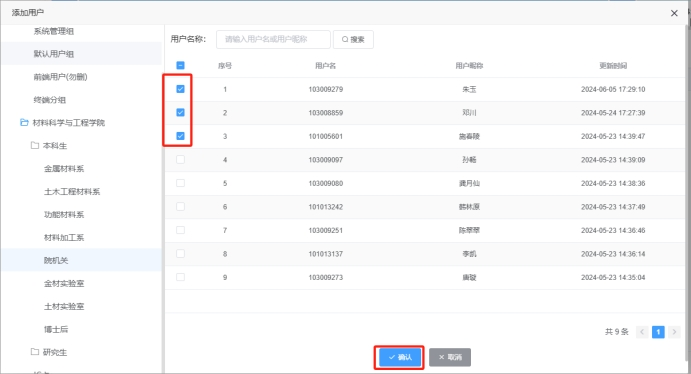 添加用户
系统管理组
默认用户组
前端用户(勿删)
终端分组
材料科学与工程学院
本科生
金属材料系
土木工程材料系
功能材料系
材料加工系
院机关
金材实验室
土材实验室
博士后
研究生
用户名称: 请输入用户名或用户昵称 搜索
序号 用户名 用户昵称 更新时间
1 103009279 朱玉 2024-06-05 17:29:10
2 103008859 邓川 2024-05-24 17:27:39
3 101005601 施春陵 2024-05-23 14:39:47
4 103009097 孙畅 2024-05-23 14:39:09
5 103009080 龚月仙 2024-05-23 14:38:36
6 101013242 韩林原 2024-05-23 14:37:49
7 103009251 陈翠翠 2024-05-23 14:36:46
8 101013137 李凯 2024-05-23 14:36:14
9 103009273 唐璇 2024-05-23 14:35:04
共 9 条 1
确认 取消